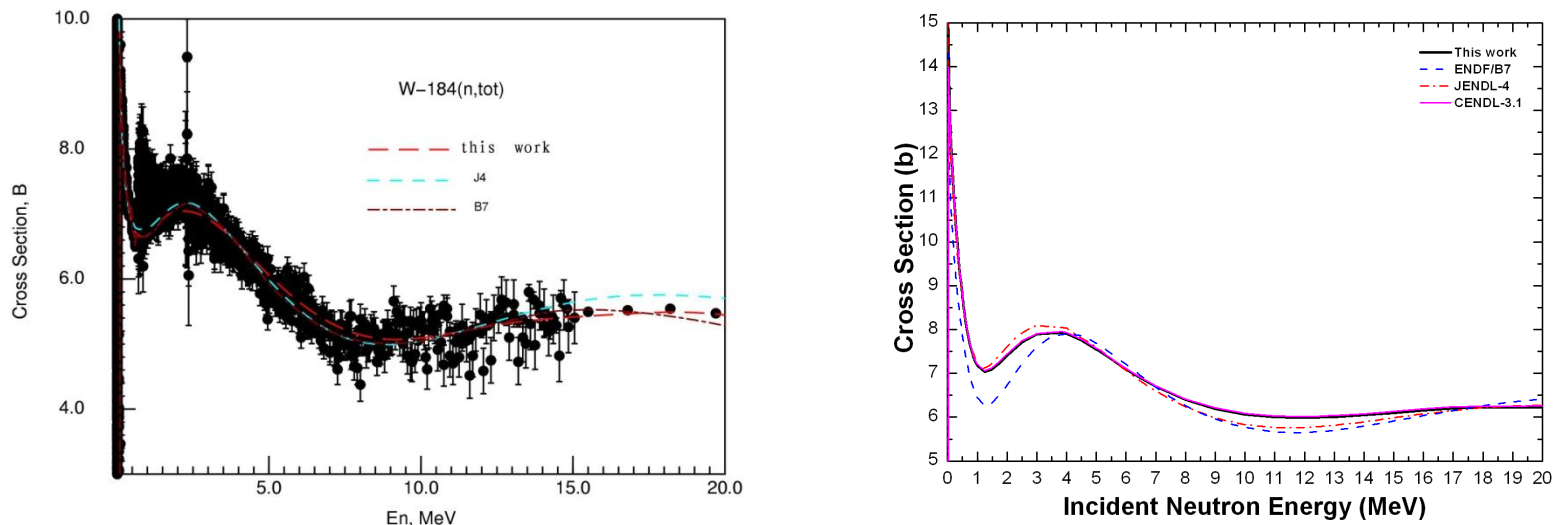 10.0
8.0
6.0
4.0
Cross Section, B
W-184(n,tot)
this work
J4
B7
5.0 10.0 15.0 20.0
En, MeV
15
14
13
12
11
10
9
8
7
6
5
Cross Section (b)
This work
ENDF/B7
JENDL-4
CENDL-3.1
0 1 2 3 4 5 6 7 8 9 10 11 12 13 14 15 16 17 18 19 20
Incident Neutron Energy (MeV)